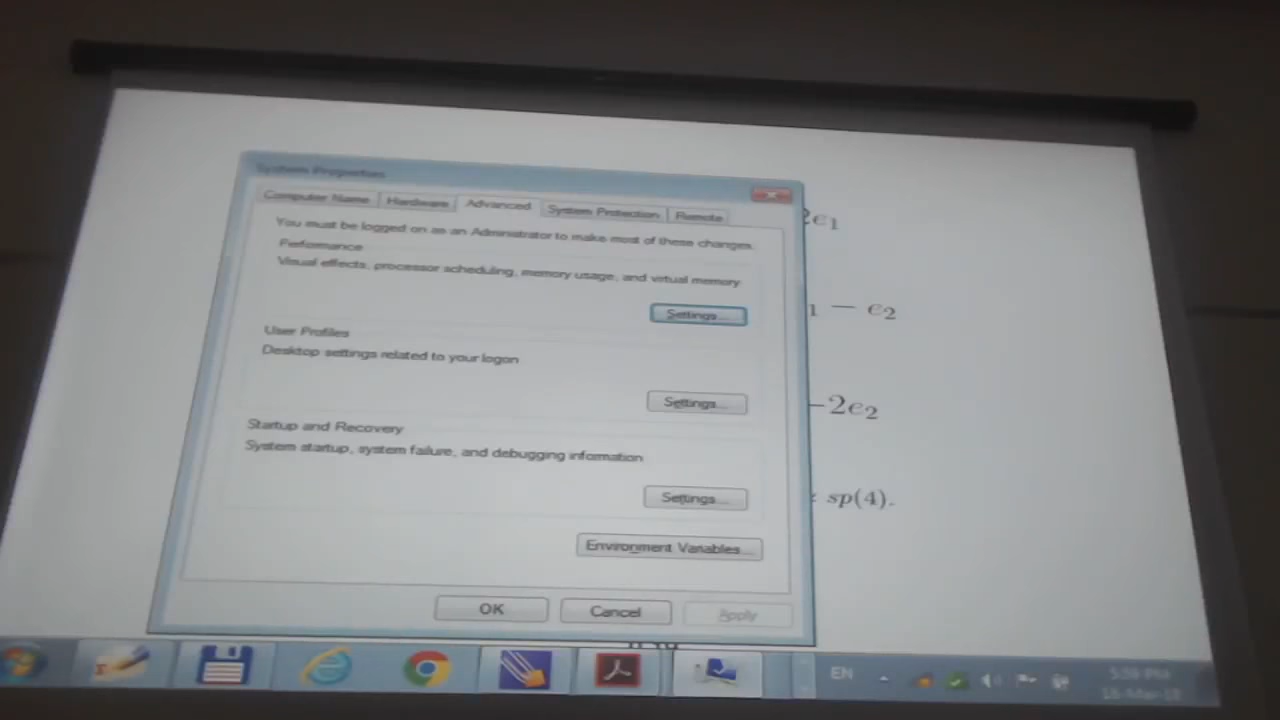 System Properties
Computer Name Hardware Advanced System Protection Remote
You must be logged on as an Administrator to make most of these changes.
Performance
Visual effects, processor scheduling, memory usage, and virtual memory
Settings...
User Profiles
Desktop settings related to your logon
Settings...
Startup and Recovery
System startup, system failure, and debugging information
Settings...
Environment Variables...
OK Cancel Apply
2e₁
₁ − e₂
−2e₂
sp(4).
EN